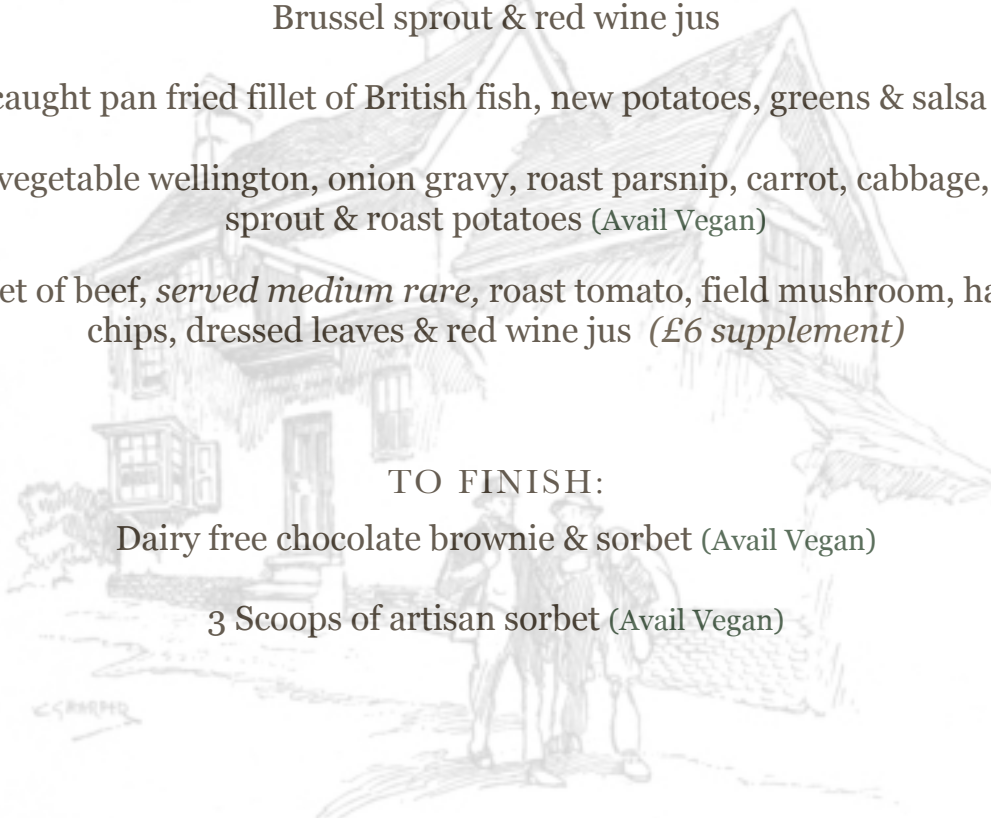 Brussel sprout & red wine jus
caught pan fried fillet of British fish, new potatoes, greens & salsa
vegetable wellington, onion gravy, roast parsnip, carrot, cabbage,
sprout & roast potatoes (Avail Vegan)
et of beef, served medium rare, roast tomato, field mushroom, ha
chips, dressed leaves & red wine jus (£6 supplement)
TO FINISH:
Dairy free chocolate brownie & sorbet (Avail Vegan)
3 Scoops of artisan sorbet (Avail Vegan)